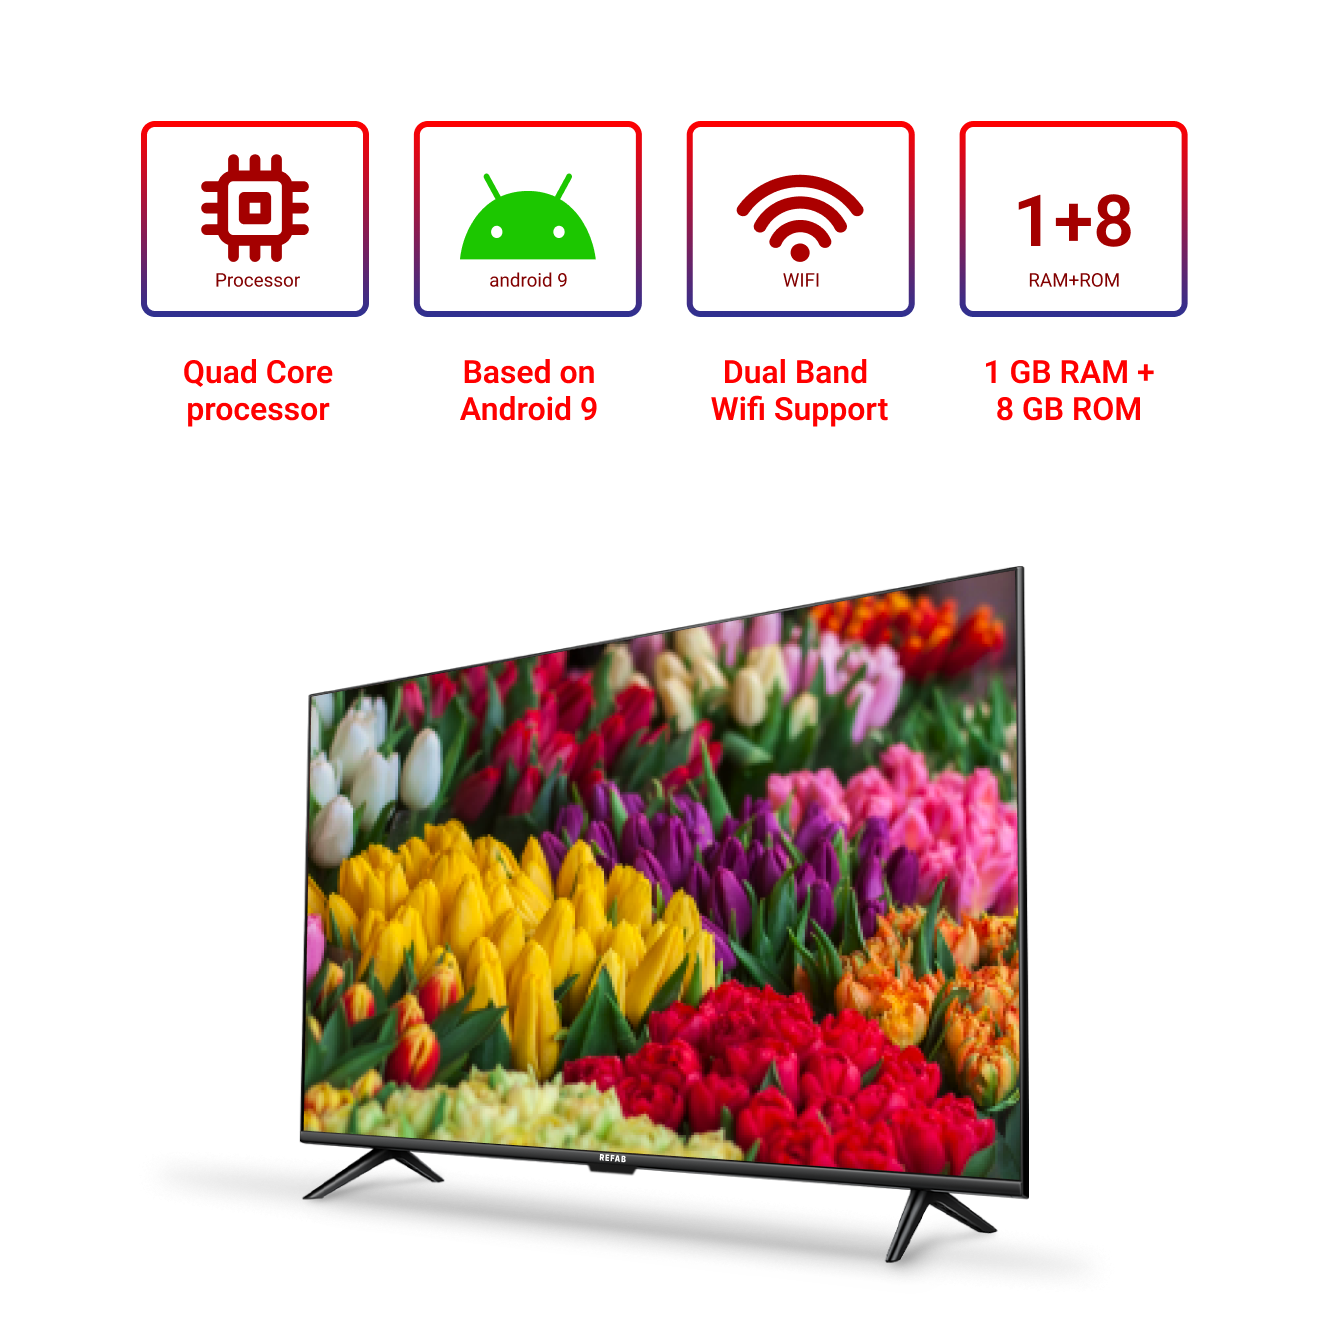 Processor
android 9
WIFI
1+8
RAM+ROM
Quad Core
processor
Based on
Android 9
Dual Band
Wifi Support
1 GB RAM +
8 GB ROM
REFAB